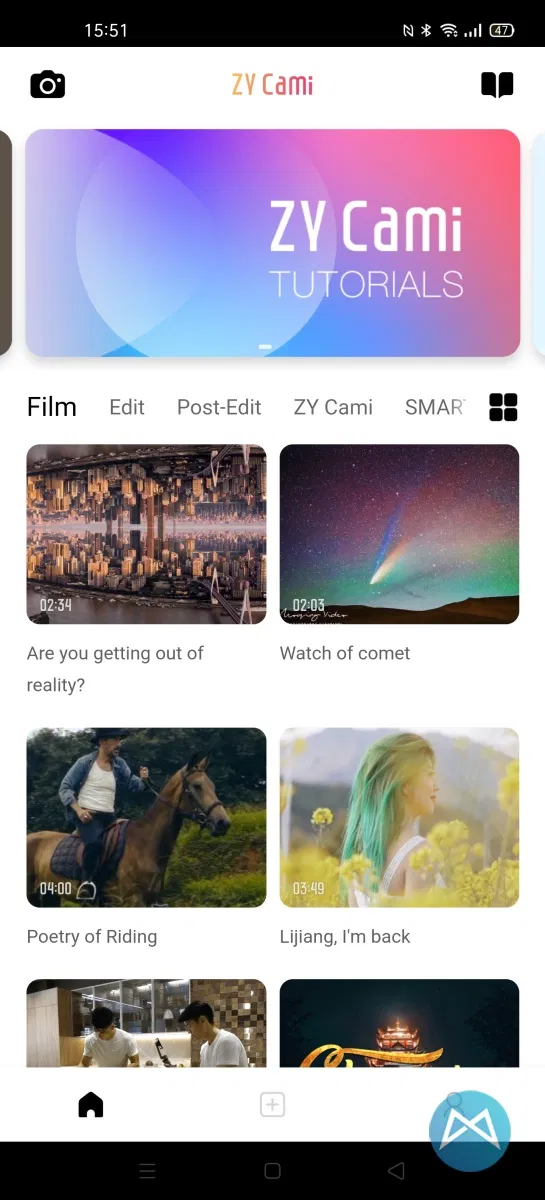 15:51
47
ZY Cami
ZY Cami
TUTORIALS
Film Edit Post-Edit ZY Cami SMAR
02:34
02:03
Are you getting out of
reality?
Watch of comet
04:00
03:49
Poetry of Riding
Lijiang, I'm back